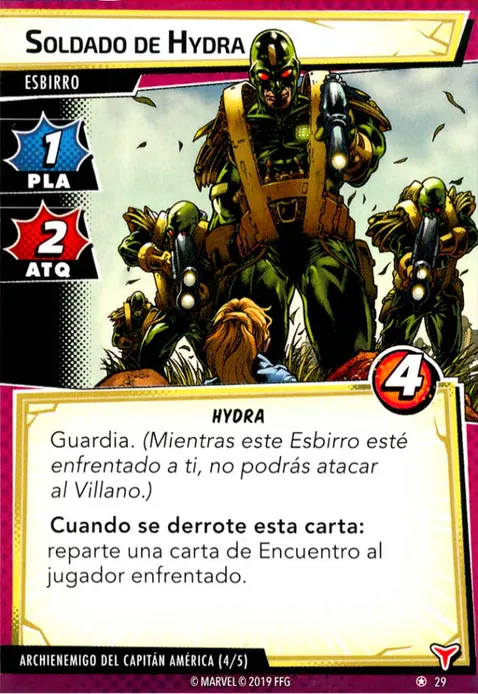 SOLDADO DE HYDRA
ESBIRRO
1
PLA
2
ATQ
4
HYDRA
Guardia. (Mientras este Esbirro esté
enfrentado a ti, no podrás atacar
al Villano.)
Cuando se derrote esta carta:
reparte una carta de Encuentro al
jugador enfrentado.
ARCHIENEMIGO DEL CAPITÁN AMÉRICA (4/5)
© MARVEL © 2019 FFG
29